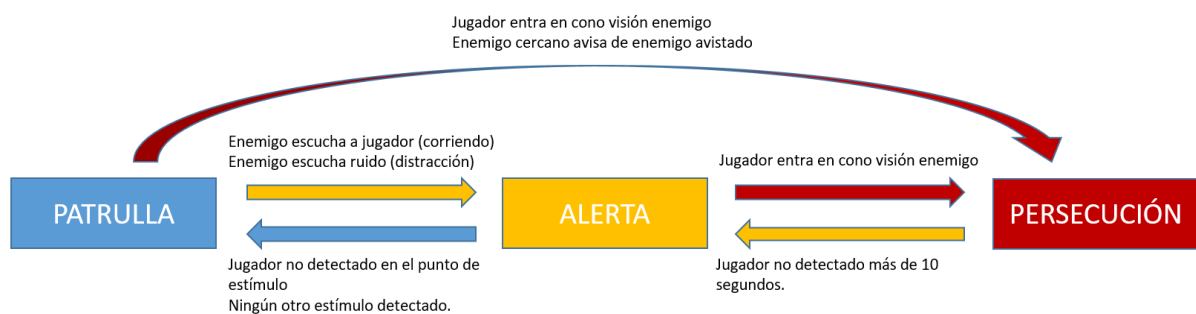 Jugador entra en cono visión enemigo
Enemigo cercano avisa de enemigo avistado
Enemigo escucha a jugador (corriendo)
Enemigo escucha ruido (distracción)
Jugador entra en cono visión enemigo
PATRULLA
ALERTA
PERSECUCIÓN
Jugador no detectado en el punto de
estímulo
Ningún otro estímulo detectado.
Jugador no detectado más de 10
segundos.